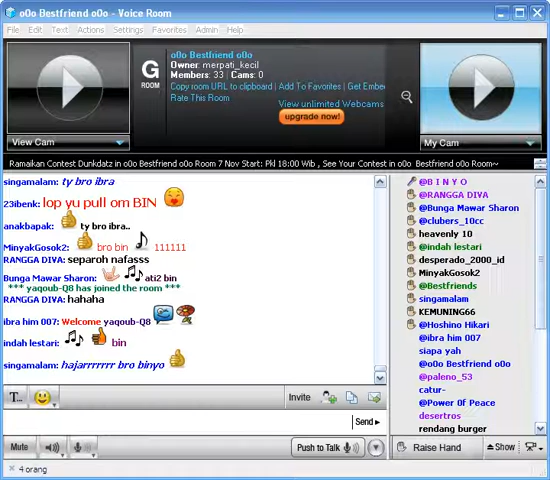 o0o Bestfriend o0o - Voice Room
File Edit Text Actions Settings Favorites Admin Help
o0o Bestfriend o0o
Owner: merpati_kecil
Members: 33 | Cams: 0
Copy room URL to clipboard | Add To Favorites | Get Embe
Rate This Room
G
ROOM
View unlimited Webcams
upgrade now!
View Cam
My Cam
Ramaikan Contest Dunkdatz in o0o Bestfriend o0o Room 7 Nov Start: Pkl 18:00 Wib , See Your Contest in o0o Bestfriend o0o Room~
singamalam: ty bro ibra
23ibenk: lop yu pull om BIN
anakbapak: ty bro ibra..
MinyakGosok2: bro bin 111111
RANGGA DIVA: separoh nafasss
Bunga Mawar Sharon: ati2 bin
*** yaqoub-Q8 has joined the room ***
RANGGA DIVA: hahaha
ibra him 007: Welcome yaqoub-Q8
indah lestari: bin
singamalam: hajarrrrrrr bro binyo
@B I N Y O
@RANGGA DIVA
@Bunga Mawar Sharon
@clubers_10cc
heavenly 10
@indah lestari
desperado_2000_id
MinyakGosok2
@Bestfriends
singamalam
KEMUNING66
@Hoshino Hikari
@ibra him 007
siapa yah
@o0o Bestfriend o0o
@paleno_53
catur-
@Power 0f Peace
desertros
rendang burger
T..
Invite
Send
Mute
Push to Talk
Raise Hand
Show
4 orang